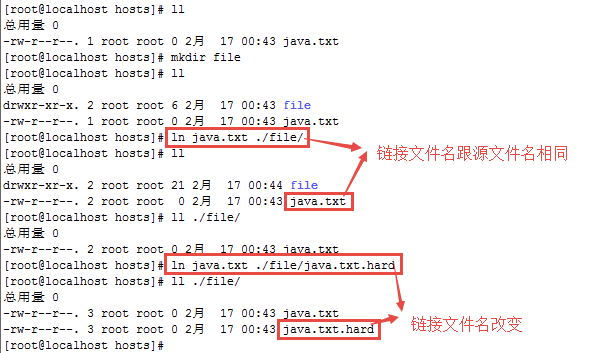 [root@localhost hosts]# ll
总用量 0
-rw-r--r--. 1 root root 0 2月  17 00:43 java.txt
[root@localhost hosts]# mkdir file
[root@localhost hosts]# ll
总用量 0
drwxr-xr-x. 2 root root 6 2月  17 00:43 file
-rw-r--r--. 1 root root 0 2月  17 00:43 java.txt
[root@localhost hosts]# ln java.txt ./file/
[root@localhost hosts]# ll
链接文件名跟源文件名相同
总用量 0
drwxr-xr-x. 2 root root 21 2月  17 00:44 file
-rw-r--r--. 2 root root  0 2月  17 00:43 java.txt
[root@localhost hosts]# ll ./file/
总用量 0
-rw-r--r--. 2 root root 0 2月  17 00:43 java.txt
[root@localhost hosts]# ln java.txt ./file/java.txt.hard
[root@localhost hosts]# ll ./file/
总用量 0
-rw-r--r--. 3 root root 0 2月  17 00:43 java.txt
-rw-r--r--. 3 root root 0 2月  17 00:43 java.txt.hard
链接文件名改变
[root@localhost hosts]#